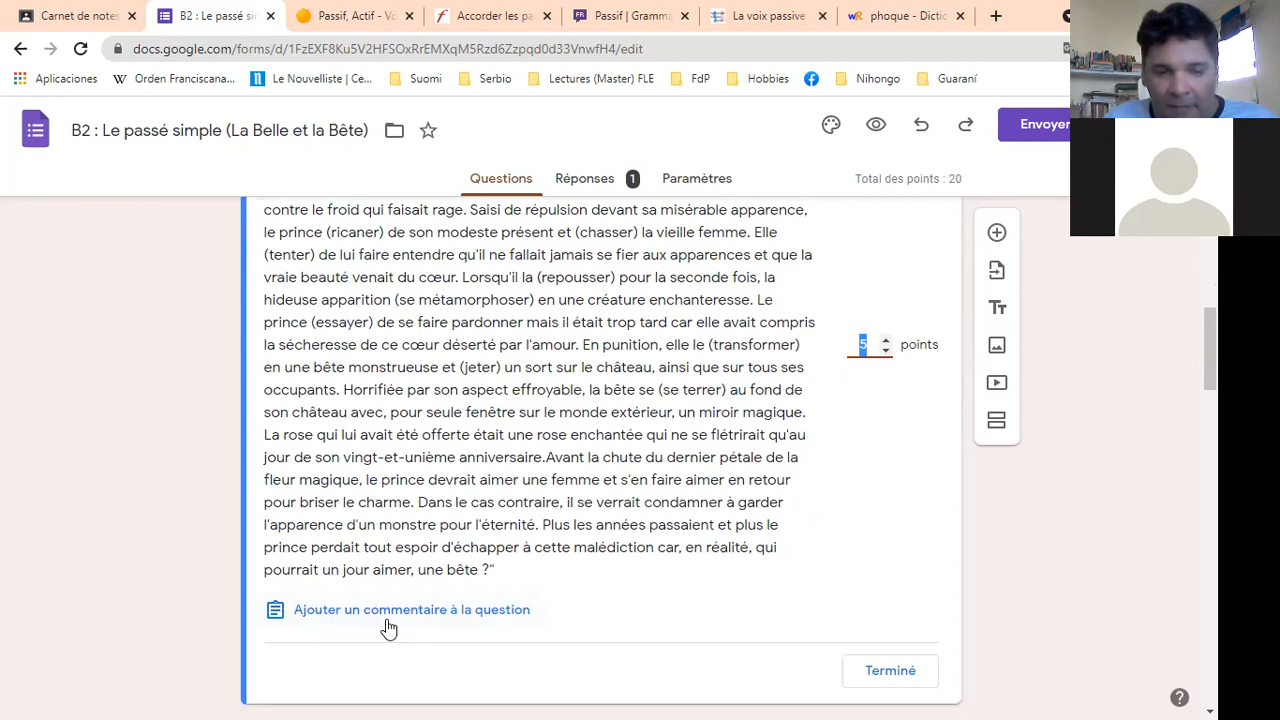 Carnet de notes
B2 : Le passé sim
Passif, Actif - Vo
Accorder les pa
Passif | Gramma
La voix passive
phoque - Diction
docs.google.com/forms/d/1FzEXF8Ku5V2HFSOxRrEMXqM5Rzd6Zzpqd0d33VnwfH4/edit
Aplicaciones
Orden Franciscana...
Le Nouvelliste | Ce...
Suomi
Serbio
Lectures (Master) FLE
FdP
Hobbies
Nihongo
Guaraní
B2 : Le passé simple (La Belle et la Bête)
Envoyer
Questions
Réponses 1
Paramètres
Total des points : 20
contre le froid qui faisait rage. Saisi de répulsion devant sa misérable apparence,
le prince (ricaner) de son modeste présent et (chasser) la vieille femme. Elle
(tenter) de lui faire entendre qu'il ne fallait jamais se fier aux apparences et que la
vraie beauté venait du cœur. Lorsqu'il la (repousser) pour la seconde fois, la
hideuse apparition (se métamorphoser) en une créature enchanteresse. Le
prince (essayer) de se faire pardonner mais il était trop tard car elle avait compris
la sécheresse de ce cœur déserté par l'amour. En punition, elle le (transformer)
en une bête monstrueuse et (jeter) un sort sur le château, ainsi que sur tous ses
occupants. Horrifiée par son aspect effroyable, la bête se (se terrer) au fond de
son château avec, pour seule fenêtre sur le monde extérieur, un miroir magique.
La rose qui lui avait été offerte était une rose enchantée qui ne se flétrirait qu'au
jour de son vingt-et-unième anniversaire.Avant la chute du dernier pétale de la
fleur magique, le prince devrait aimer une femme et s'en faire aimer en retour
pour briser le charme. Dans le cas contraire, il se verrait condamner à garder
l'apparence d'un monstre pour l'éternité. Plus les années passaient et plus le
prince perdait tout espoir d'échapper à cette malédiction car, en réalité, qui
pourrait un jour aimer, une bête ?"
5 points
Ajouter un commentaire à la question
Terminé